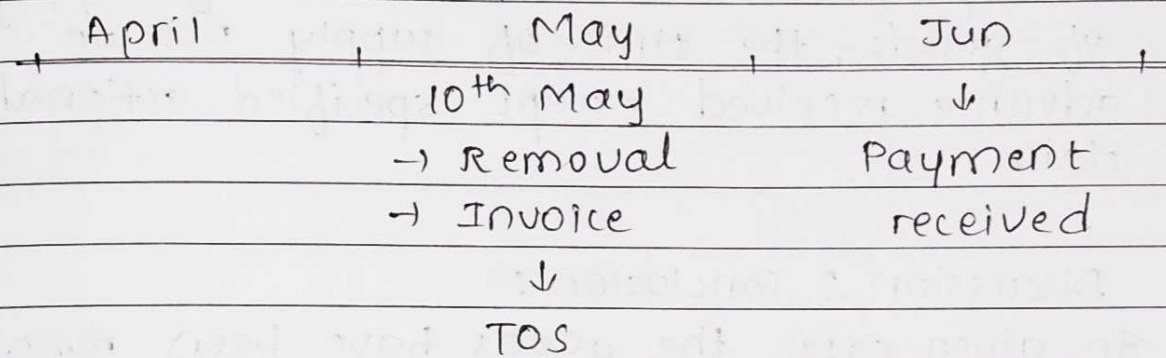 April May Jun
10th May ↓
→ Removal Payment
→ Invoice received
↓
TOS